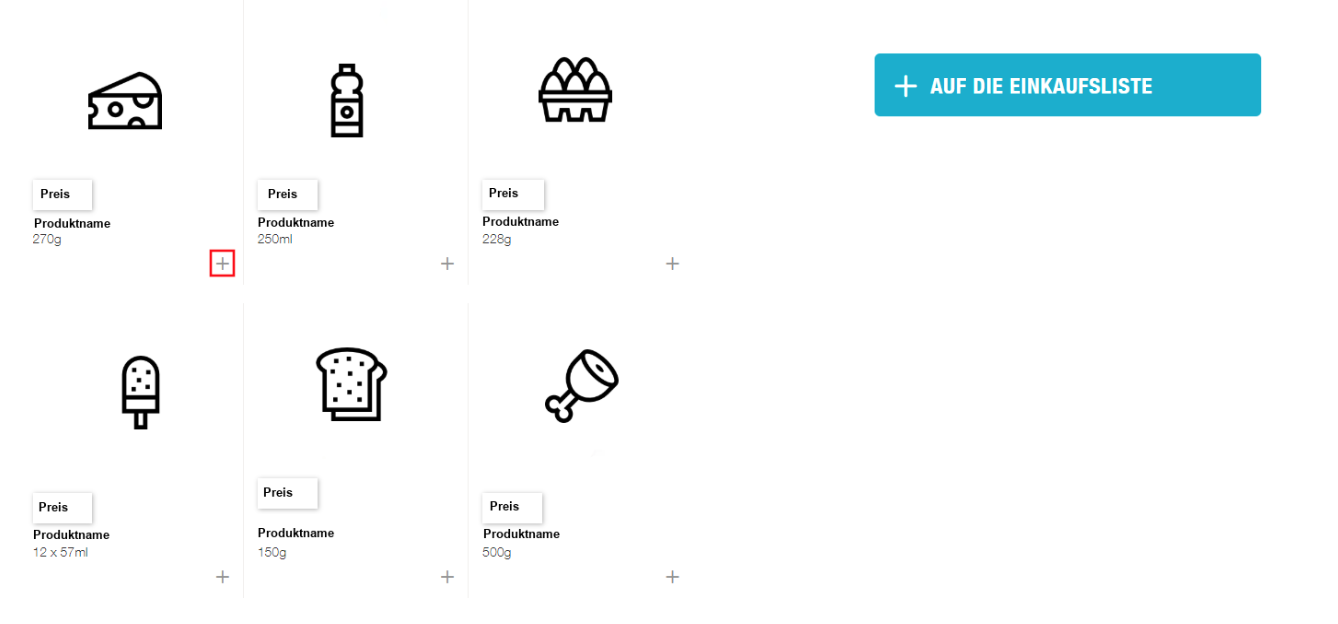 AUF DIE EINKAUFSLISTE
Preis
Produktname
270g
Preis
Produktname
250ml
Preis
Produktname
228g
Preis
Produktname
12 x 57ml
Preis
Produktname
150g
Preis
Produktname
500g